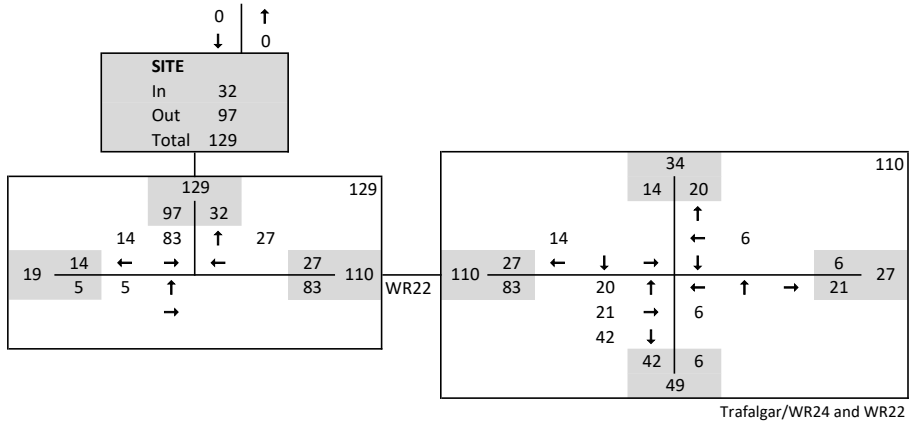 0 ↑
↓ 0
SITE
In 32
Out 97
Total 129
129 129
97 32
14 83 ↑ 27
19 14 ← → ← 27 110
5 5 ↑ 83
→
WR22
34 110
14 20
↑
← 6
14
110 27 ← ↓ → ↓ 6 27
83 20 ↑ ← ↑ → 21
21 → 6
42 ↓
42 6
49
Trafalgar/WR24 and WR22